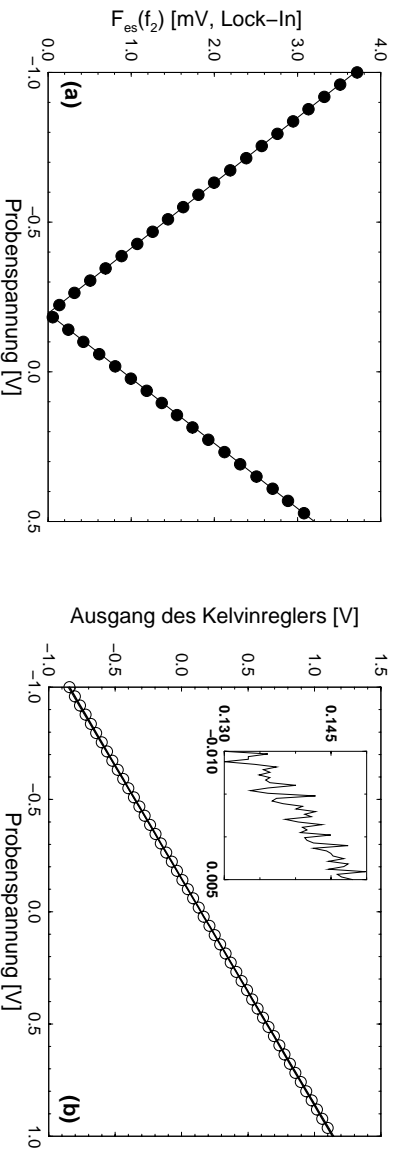 F_es(f_2) [mV, Lock−In]
4.0
3.0
2.0
1.0
0.0
−1.0 −0.5 0.0 0.5
Probenspannung [V]
(a)
Ausgang des Kelvinreglers [V]
1.5
1.0
0.5
0.0
−0.5
−1.0
−1.0 −0.5 0.0 0.5 1.0
Probenspannung [V]
(b)
0.145
0.130
−0.010 0.005